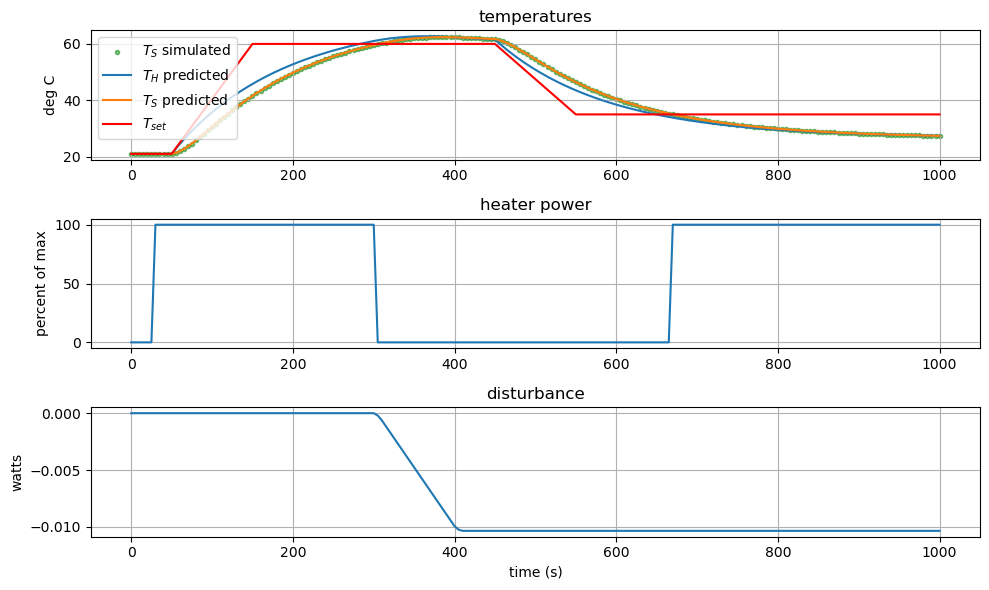 temperatures
60
40
20
deg C
T_S simulated
T_H predicted
T_S predicted
T_set
0 200 400 600 800 1000
heater power
100
50
0
percent of max
0 200 400 600 800 1000
disturbance
0.000
−0.005
−0.010
watts
0 200 400 600 800 1000
time (s)